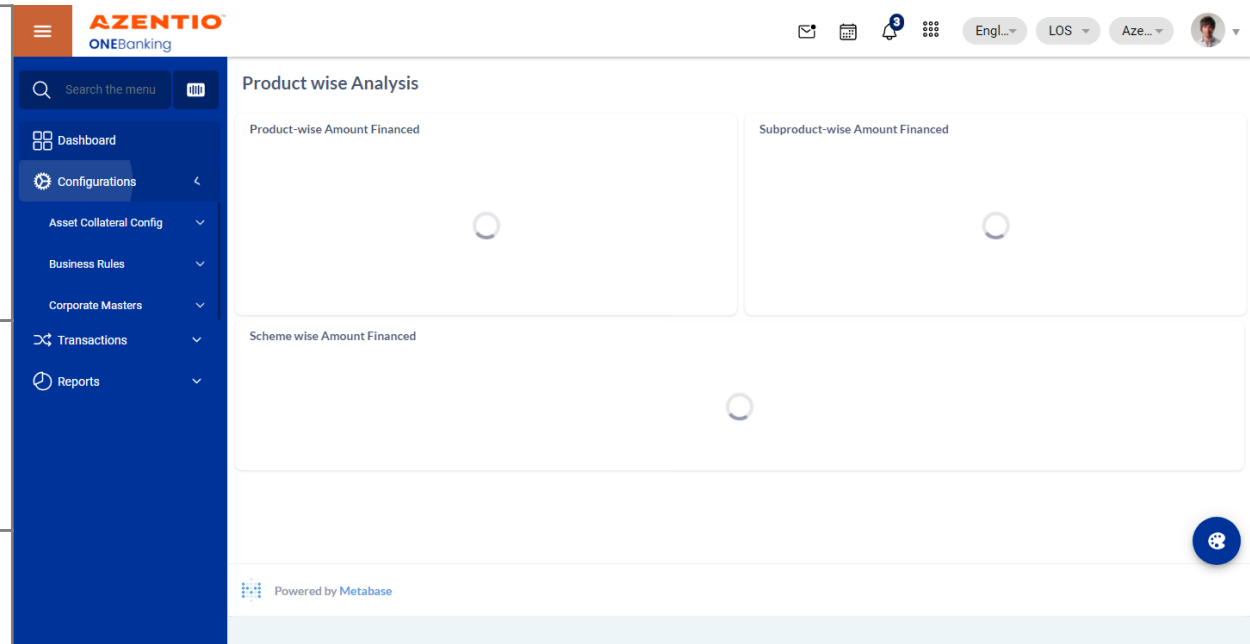 AZENTIO
ONEBanking
3
Engl...
LOS
Aze...
Search the menu
Dashboard
Configurations
Asset Collateral Config
Business Rules
Corporate Masters
Transactions
Reports
Product wise Analysis
Product-wise Amount Financed
Subproduct-wise Amount Financed
Scheme wise Amount Financed
Powered by Metabase